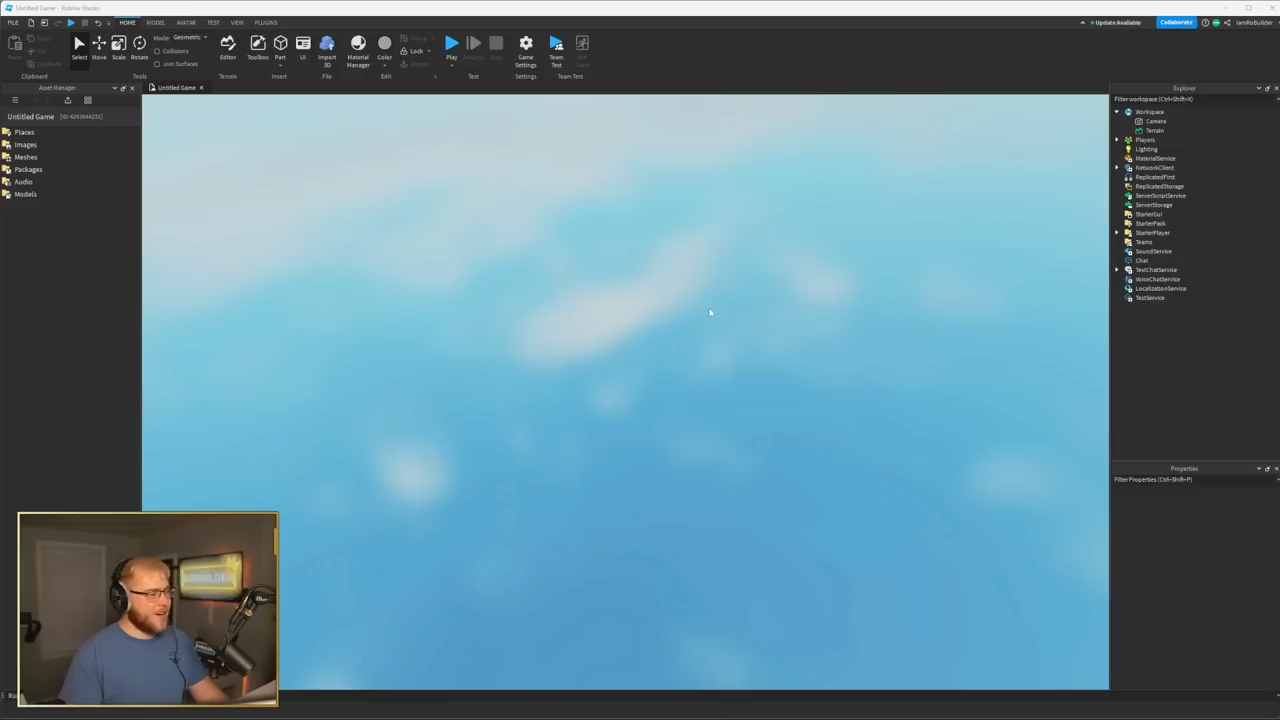 Untitled Game - Roblox Studio
FILE HOME MODEL AVATAR TEST VIEW PLUGINS
Update Available Collaborate IamRoBuilder
Mode: Geometric
Collisions
Join Surfaces
Select Move Scale Rotate Editor Toolbox Part UI Import 3D Material Manager Color Lock Play Game Settings Team Test
Clipboard Tools Terrain Insert File Edit Test Settings Team Test
Asset Manager
Untitled Game
Explorer
Filter workspace (Ctrl+Shift+X)
Untitled Game [ID: 6293844231]
Places
Images
Meshes
Packages
Audio
Models
Workspace
Camera
Terrain
Players
Lighting
MaterialService
NetworkClient
ReplicatedFirst
ReplicatedStorage
ServerScriptService
ServerStorage
StarterGui
StarterPack
StarterPlayer
Teams
SoundService
Chat
TextChatService
VoiceChatService
LocalizationService
TestService
Properties
Filter Properties (Ctrl+Shift+P)